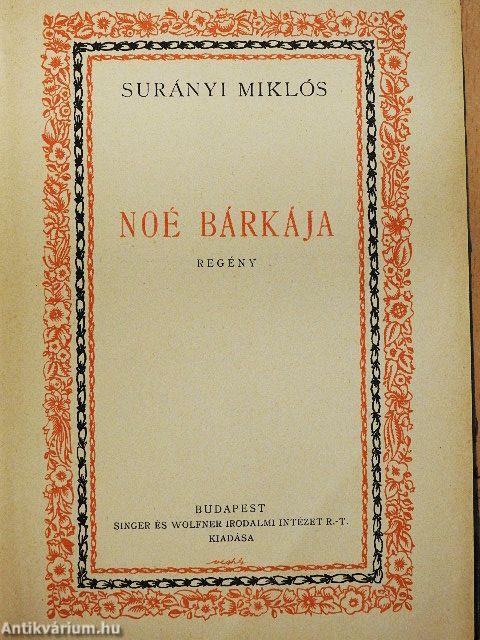 SURÁNYI MIKLÓS
NOÉ BÁRKÁJA
REGÉNY
BUDAPEST
SINGER ÉS WOLFNER IRODALMI INTÉZET R.-T.
KIADÁSA
Antikvárium.hu